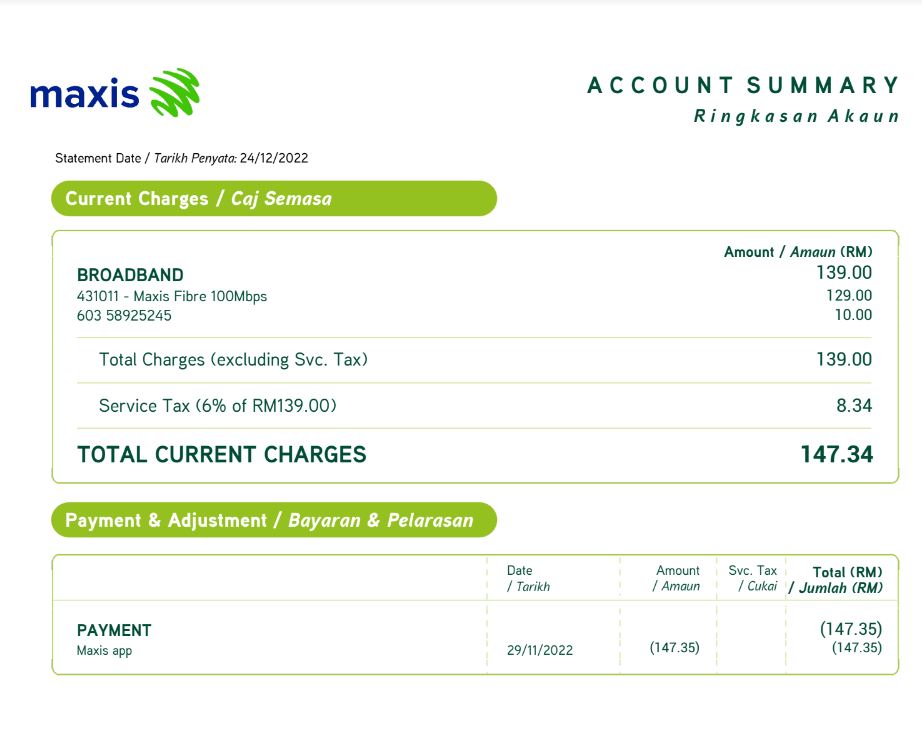 maxis
ACCOUNT SUMMARY
Ringkasan Akaun
Statement Date / Tarikh Penyata: 24/12/2022
Current Charges / Caj Semasa
Amount / Amaun (RM)
BROADBAND 139.00
431011 - Maxis Fibre 100Mbps 129.00
603 58925245 10.00
Total Charges (excluding Svc. Tax) 139.00
Service Tax (6% of RM139.00) 8.34
TOTAL CURRENT CHARGES 147.34
Payment & Adjustment / Bayaran & Pelarasan
Date Amount Svc. Tax Total (RM)
/ Tarikh / Amaun / Cukai / Jumlah (RM)
PAYMENT (147.35)
Maxis app 29/11/2022 (147.35) (147.35)